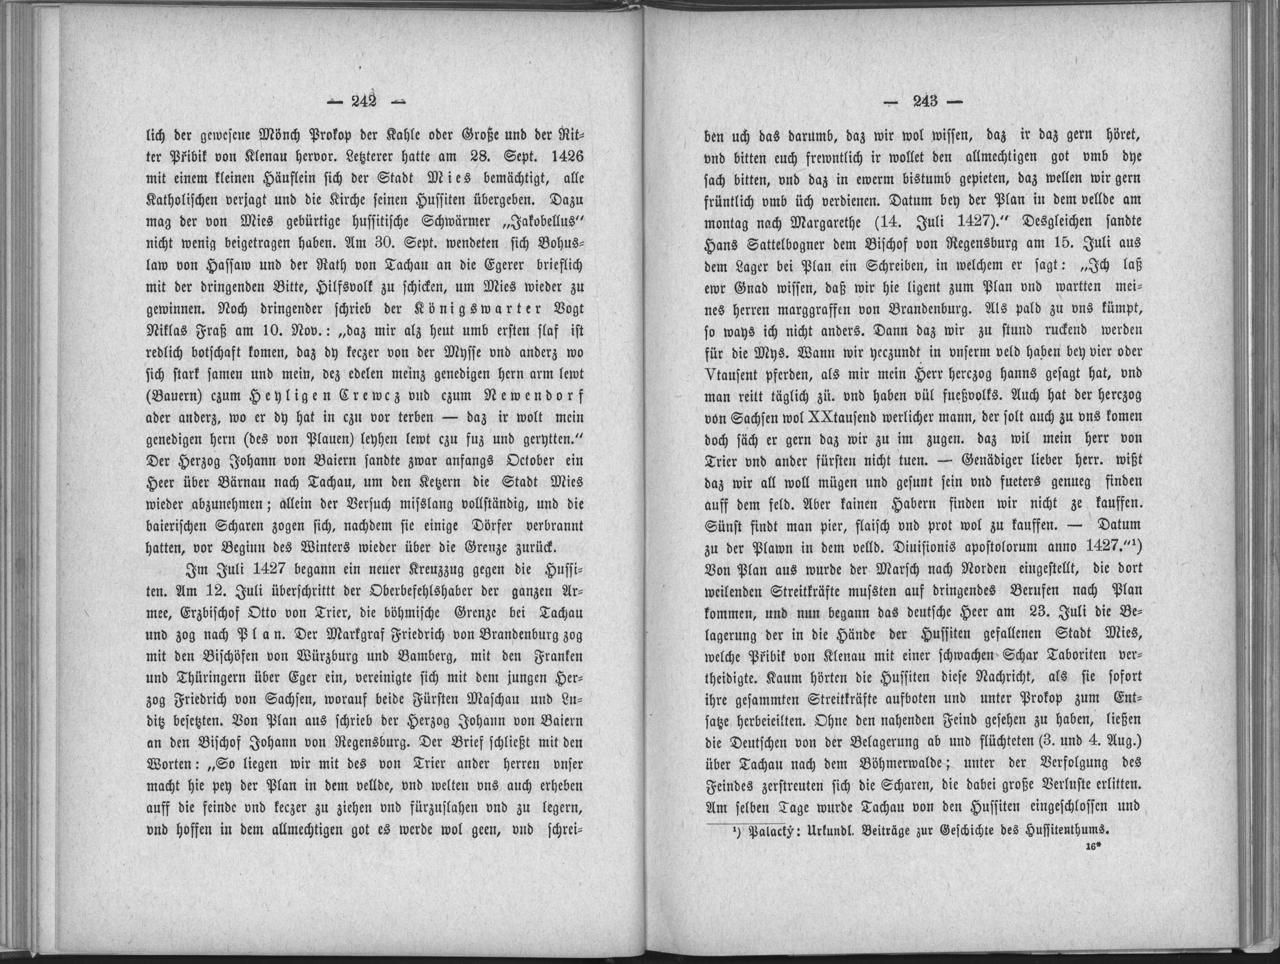 — 242 —
lich der gewesene Mönch Prokop der Kahle oder Große und der Rit-
ter Přibik von Klenau hervor. Letzterer hatte am 28. Sept. 1426
mit einem kleinen Häuflein sich der Stadt Mies bemächtigt, alle
Katholischen verjagt und die Kirche seinen Hussiten übergeben. Dazu
mag der von Mies gebürtige hussitische Schwärmer „Jakobellus“
nicht wenig beigetragen haben. Am 30. Sept. wendeten sich Bohus-
law von Hassaw und der Rath von Tachau an die Egerer brieflich
mit der dringenden Bitte, Hilfsvolk zu schicken, um Mies wieder zu
gewinnen. Noch dringender schrieb der Königswarter Vogt
Niklas Fraß am 10. Nov.: „daz mir alz heut umb ersten slaf ist
redlich botschaft komen, daz dy keczer von der Mysse vnd anderz wo
sich stark samen und mein, dez edelen meinz genedigen hern arm lewt
(Bauern) czum Heyligen Crewcz vnd czum Newendorf
ader anderz, wo er dy hat in czu vor terben — daz ir wolt mein
genedigen hern (des von Plauen) leyhen lewt czu fuz und gerytten.“
Der Herzog Johann von Baiern sandte zwar anfangs October ein
Heer über Bärnau nach Tachau, um den Ketzern die Stadt Mies
wieder abzunehmen; allein der Versuch misslang vollständig, und die
baierischen Scharen zogen sich, nachdem sie einige Dörfer verbrannt
hatten, vor Beginn des Winters wieder über die Grenze zurück.
Im Juli 1427 begann ein neuer Kreuzzug gegen die Hussi-
ten. Am 12. Juli überschritt der Oberbefehlshaber der ganzen Ar-
mee, Erzbischof Otto von Trier, die böhmische Grenze bei Tachau
und zog nach Plan. Der Markgraf Friedrich von Brandenburg zog
mit den Bischöfen von Würzburg und Bamberg, mit den Franken
und Thüringern über Eger ein, vereinigte sich mit dem jungen Her-
zog Friedrich von Sachsen, worauf beide Fürsten Maschau und Lu-
ditz besetzten. Von Plan aus schrieb der Herzog Johann von Baiern
an den Bischof Johann von Regensburg. Der Brief schließt mit den
Worten: „So liegen wir mit des von Trier ander herren vnser
macht hie pey der Plan in dem vellde, vnd welten vns auch erheben
auff die feinde vnd keczer zu ziehen vnd fürzuslahen vnd zu legern,
vnd hoffen in dem allmechtigen got es werde wol geen, vnd schrei-
— 243 —
ben uch das darumb, daz wir wol wissen, daz ir daz gern höret,
vnd bitten euch frewntlich ir wollet den allmechtigen got vmb dye
sach bitten, vnd daz in ewerm bistumb gepieten, daz wellen wir gern
früntlich vmb üch verdienen. Datum bey der Plan in dem vellde am
montag nach Margarethe (14. Juli 1427).“ Desgleichen sandte
Hans Sattelbogner dem Bischof von Regensburg am 15. Juli aus
dem Lager bei Plan ein Schreiben, in welchem er sagt: „Ich laß
ewr Gnad wissen, daß wir hie ligent zum Plan vnd wartten mei-
nes herren marggraffen von Brandenburg. Als pald zu vns kümpt,
so ways ich nicht anders. Dann daz wir zu stund ruckend werden
für die Mys. Wann wir yeczundt in vnserm veld haben bey vier oder
Vtausent pferden, als mir mein Herr herczog hanns gesagt hat, vnd
man reitt täglich zü. vnd haben vül fueßvolks. Auch hat der herczog
von Sachsen wol XXtausend werlicher mann, der solt auch zu vns komen
doch säch er gern daz wir zu im zugen. daz wil mein herr von
Trier vnd ander fürsten nicht tuen. — Genädiger lieber herr. wißt
daz wir all woll mügen und gesunt sein vnd fueters genueg finden
auff dem feld. Aber kainen Habern finden wir nicht ze kauffen.
Sünst findt man pier, flaisch vnd prot wol zu kauffen. — Datum
zu der Plawn in dem velld. Diuisionis apostolorum anno 1427.“¹)
Von Plan aus wurde der Marsch nach Norden eingestellt, die dort
weilenden Streitkräfte mussten auf dringendes Berufen nach Plan
kommen, und nun begann das deutsche Heer am 23. Juli die Be-
lagerung der in die Hände der Hussiten gefallenen Stadt Mies,
welche Přibik von Klenau mit einer schwachen Schar Taboriten ver-
theidigte. Kaum hörten die Hussiten diese Nachricht, als sie sofort
ihre gesammten Streitkräfte aufboten und unter Prokop zum Ent-
satze herbeieilten. Ohne den nahenden Feind gesehen zu haben, ließen
die Deutschen von der Belagerung ab und flüchteten (3. und 4. Aug.)
über Tachau nach dem Böhmerwalde; unter der Verfolgung des
Feindes zerstreuten sich die Scharen, die dabei große Verluste erlitten.
Am selben Tage wurde Tachau von den Hussiten eingeschlossen und
¹) Palacký: Urkundl. Beiträge zur Geschichte des Hussitenthums.
16*